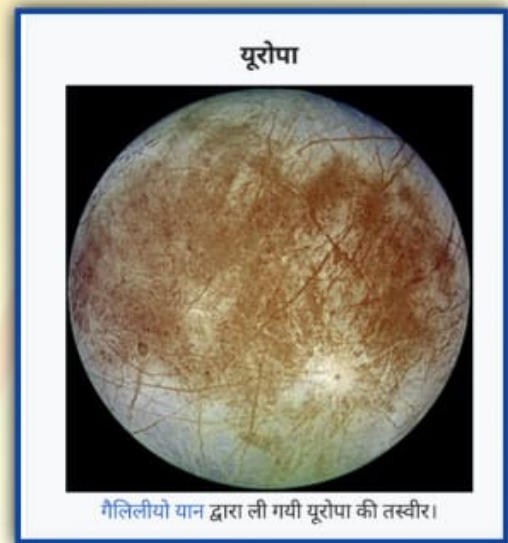 यूरोपा
गैलिलीयो यान द्वारा ली गयी यूरोपा की तस्वीर।